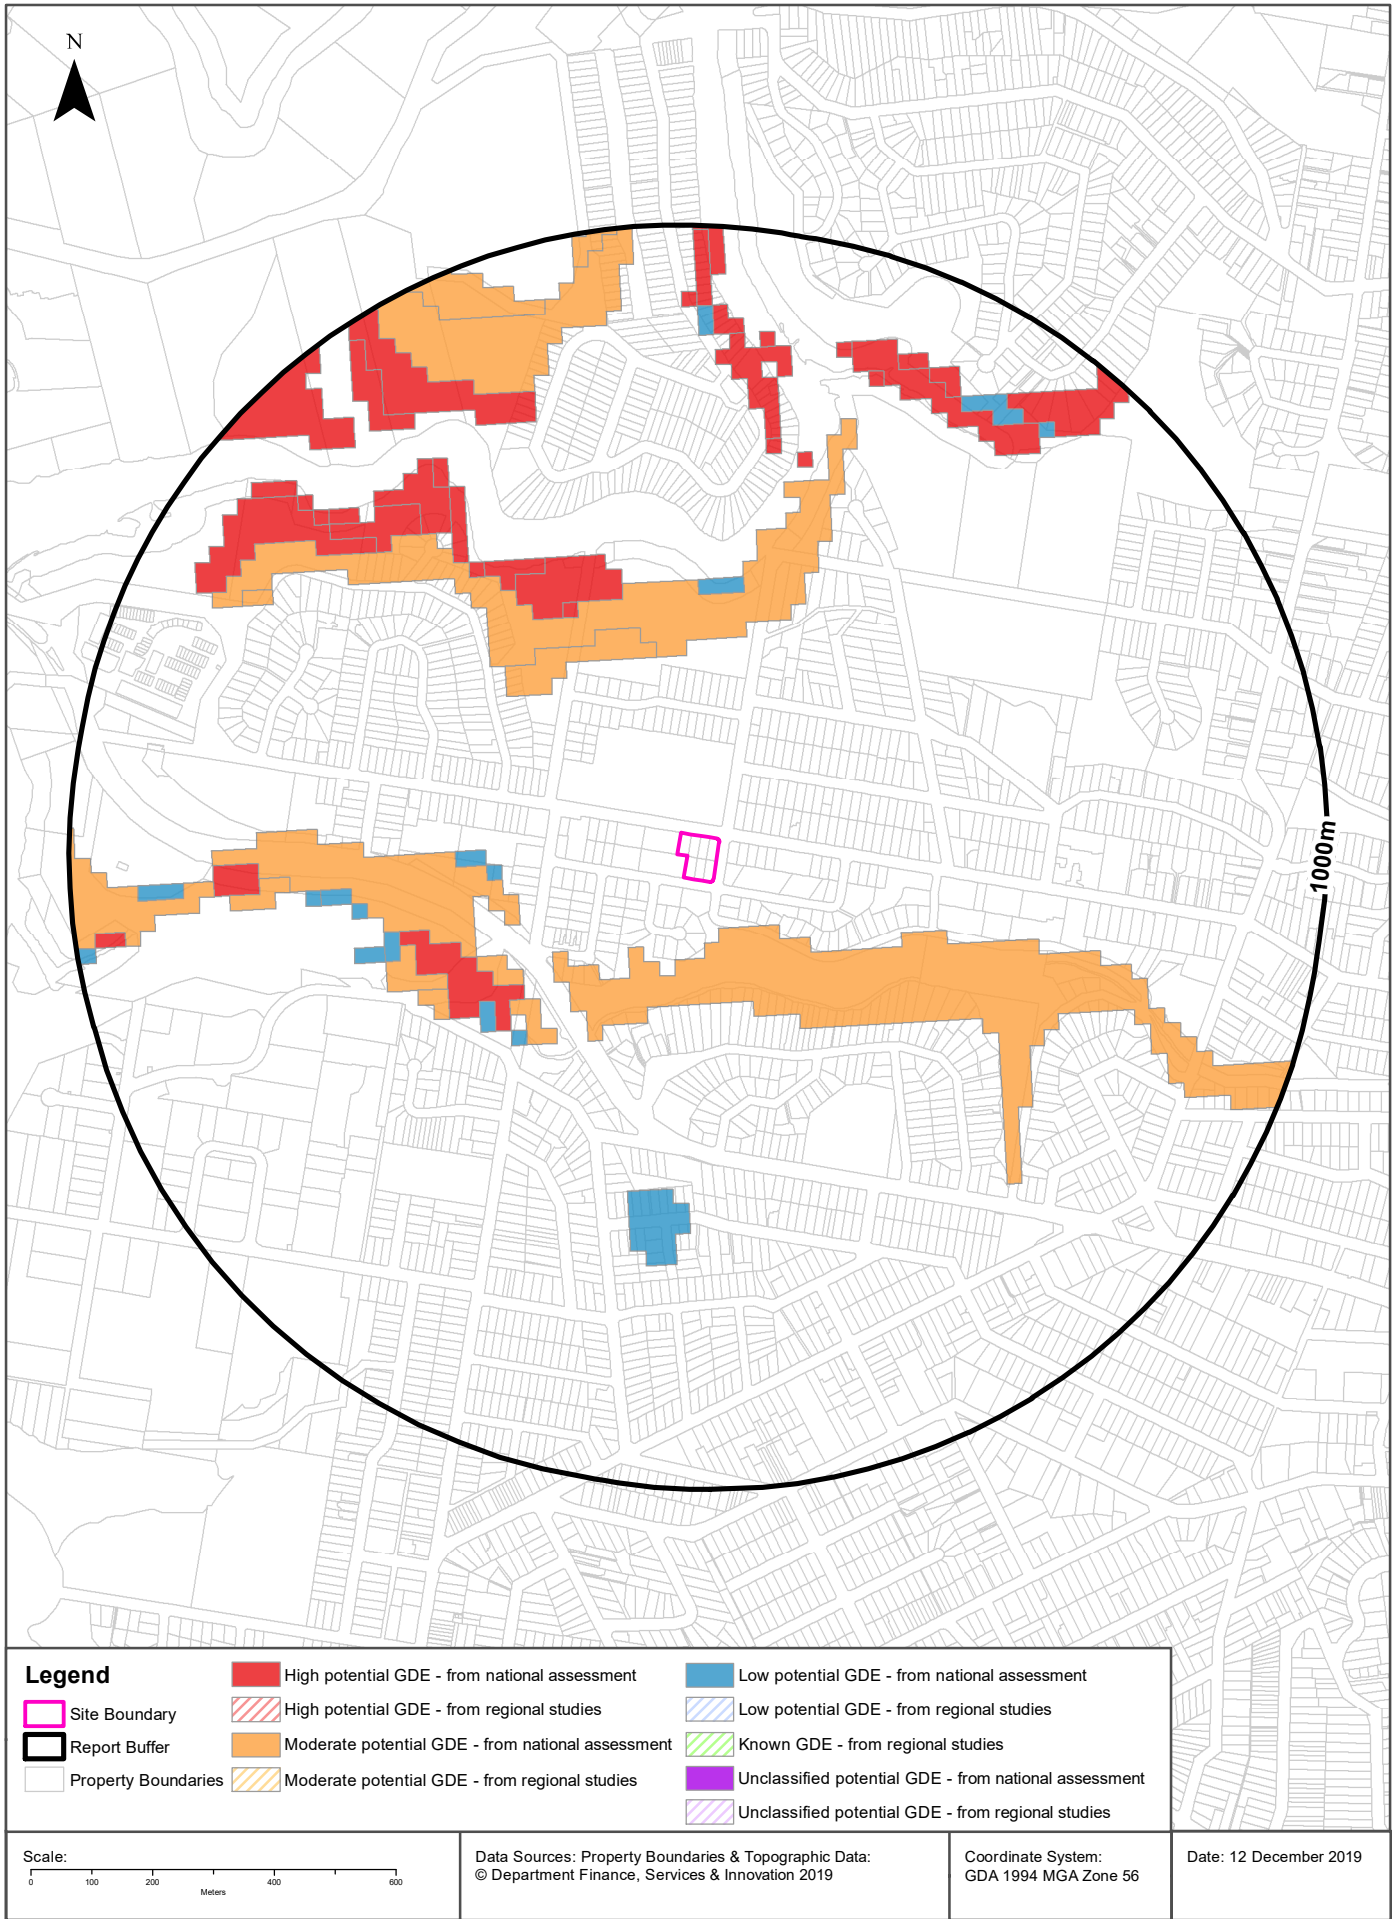 N
1000m
Legend
Site Boundary
Report Buffer
Property Boundaries
High potential GDE - from national assessment
High potential GDE - from regional studies
Moderate potential GDE - from national assessment
Moderate potential GDE - from regional studies
Low potential GDE - from national assessment
Low potential GDE - from regional studies
Known GDE - from regional studies
Unclassified potential GDE - from national assessment
Unclassified potential GDE - from regional studies
Scale:
0 100 200 400 600
Meters
Data Sources: Property Boundaries & Topographic Data:
© Department Finance, Services & Innovation 2019
Coordinate System:
GDA 1994 MGA Zone 56
Date: 12 December 2019